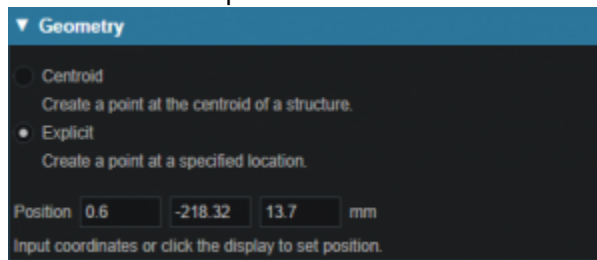 ▼ Geometry
Centroid
Create a point at the centroid of a structure.
Explicit
Create a point at a specified location.
Position 0.6 -218.32 13.7 mm
Input coordinates or click the display to set position.